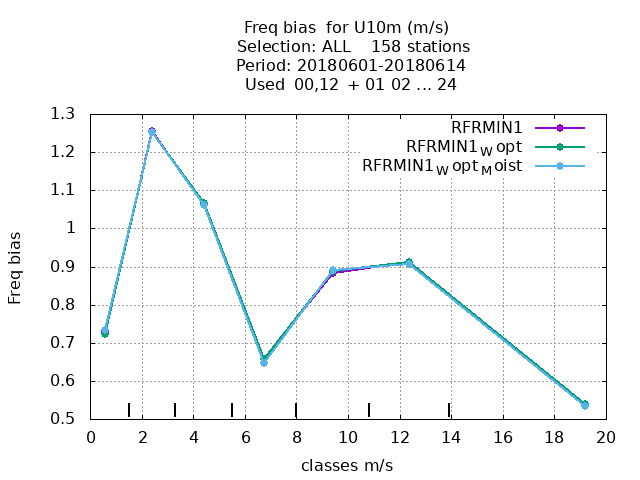 Freq bias  for U10m (m/s)
Selection: ALL    158 stations
Period: 20180601-20180614
Used  00,12  + 01 02 ... 24
RFRMIN1
RFRMIN1_W opt
RFRMIN1_W opt_M oist
1.3
1.2
1.1
1
0.9
0.8
0.7
0.6
0.5
Freq bias
0 2 4 6 8 10 12 14 16 18 20
classes m/s